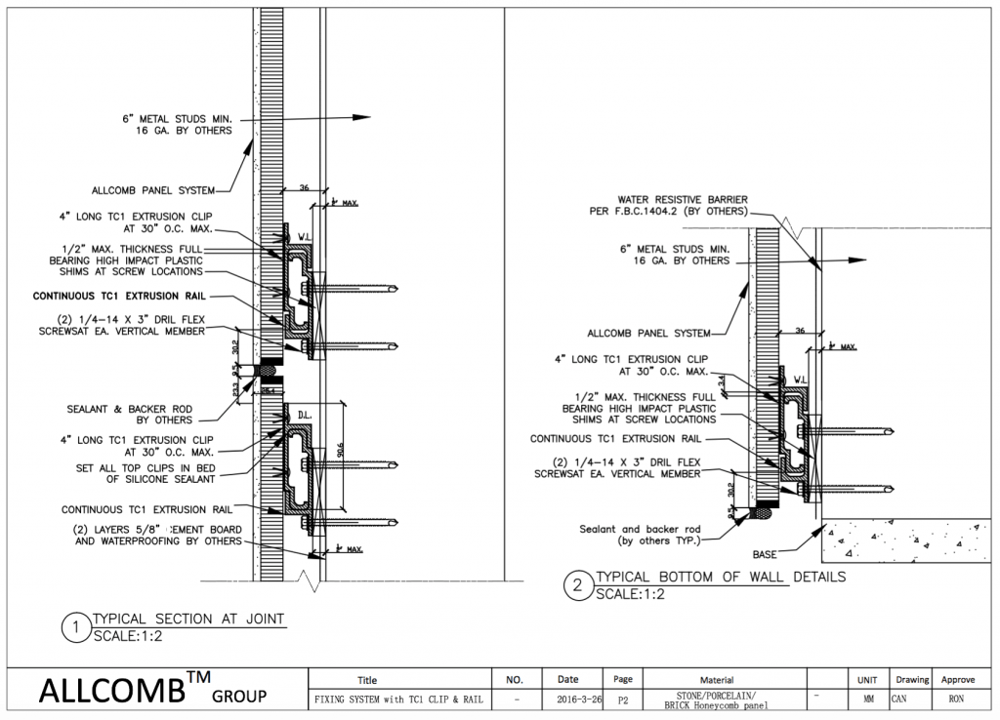 6" METAL STUDS MIN.
16 GA. BY OTHERS
ALLCOMB PANEL SYSTEM
36
MAX.
4" LONG TC1 EXTRUSION CLIP
AT 30" O.C. MAX.
W.L.
1/2" MAX. THICKNESS FULL
BEARING HIGH IMPACT PLASTIC
SHIMS AT SCREW LOCATIONS
CONTINUOUS TC1 EXTRUSION RAIL
(2) 1/4-14 X 3" DRIL FLEX
SCREWSAT EA. VERTICAL MEMBER
30.2
9.5
23.3
26.4
SEALANT & BACKER ROD
BY OTHERS
D.L.
4" LONG TC1 EXTRUSION CLIP
AT 30" O.C. MAX.
90.6
SET ALL TOP CLIPS IN BED
OF SILICONE SEALANT
CONTINUOUS TC1 EXTRUSION RAIL
(2) LAYERS 5/8" CEMENT BOARD
AND WATERPROOFING BY OTHERS
MAX.
1
TYPICAL SECTION AT JOINT
SCALE:1:2
WATER RESISTIVE BARRIER
PER F.B.C.1404.2 (BY OTHERS)
6" METAL STUDS MIN.
16 GA. BY OTHERS
ALLCOMB PANEL SYSTEM
36
MAX.
4" LONG TC1 EXTRUSION CLIP
AT 30" O.C. MAX.
3.4
W.L
1/2" MAX. THICKNESS FULL
BEARING HIGH IMPACT PLASTIC
SHIMS AT SCREW LOCATIONS
CONTINUOUS TC1 EXTRUSION RAIL
(2) 1/4-14 X 3" DRIL FLEX
SCREWSAT EA. VERTICAL MEMBER
30.2
9.5
Sealant and backer rod
(by others TYP.)
BASE
2
TYPICAL BOTTOM OF WALL DETAILS
SCALE:1:2
ALLCOMB™ GROUP
Title NO. Date Page Material UNIT Drawing Approve
FIXING SYSTEM with TC1 CLIP & RAIL - 2016-3-26 P2 STONE/PORCELAIN/ - MM CAN RON
BRICK Honeycomb panel